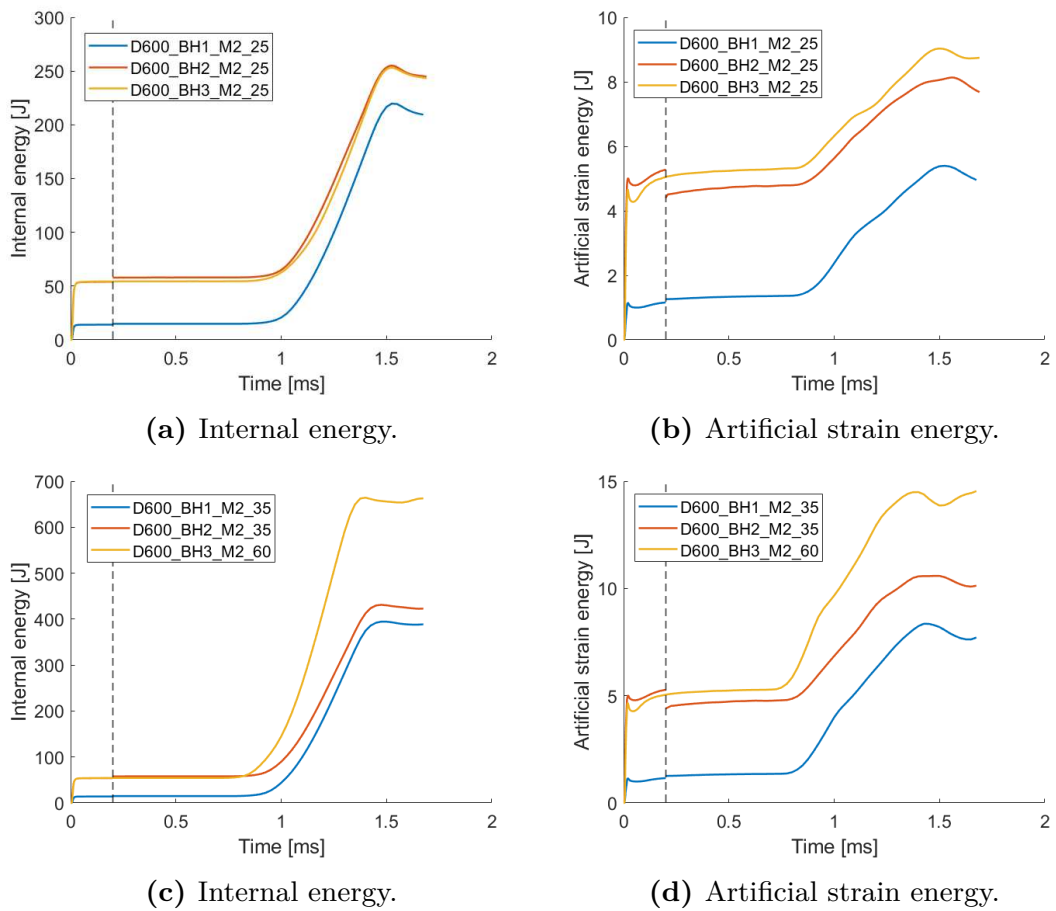 300
250
200
150
100
50
0
Internal energy [J]
D600_BH1_M2_25
D600_BH2_M2_25
D600_BH3_M2_25
0 0.5 1 1.5 2
Time [ms]
(a) Internal energy.
10
8
6
4
2
0
Artificial strain energy [J]
D600_BH1_M2_25
D600_BH2_M2_25
D600_BH3_M2_25
0 0.5 1 1.5 2
Time [ms]
(b) Artificial strain energy.
700
600
500
400
300
200
100
0
Internal energy [J]
D600_BH1_M2_35
D600_BH2_M2_35
D600_BH3_M2_60
0 0.5 1 1.5 2
Time [ms]
(c) Internal energy.
15
10
5
0
Artificial strain energy [J]
D600_BH1_M2_35
D600_BH2_M2_35
D600_BH3_M2_60
0 0.5 1 1.5 2
Time [ms]
(d) Artificial strain energy.